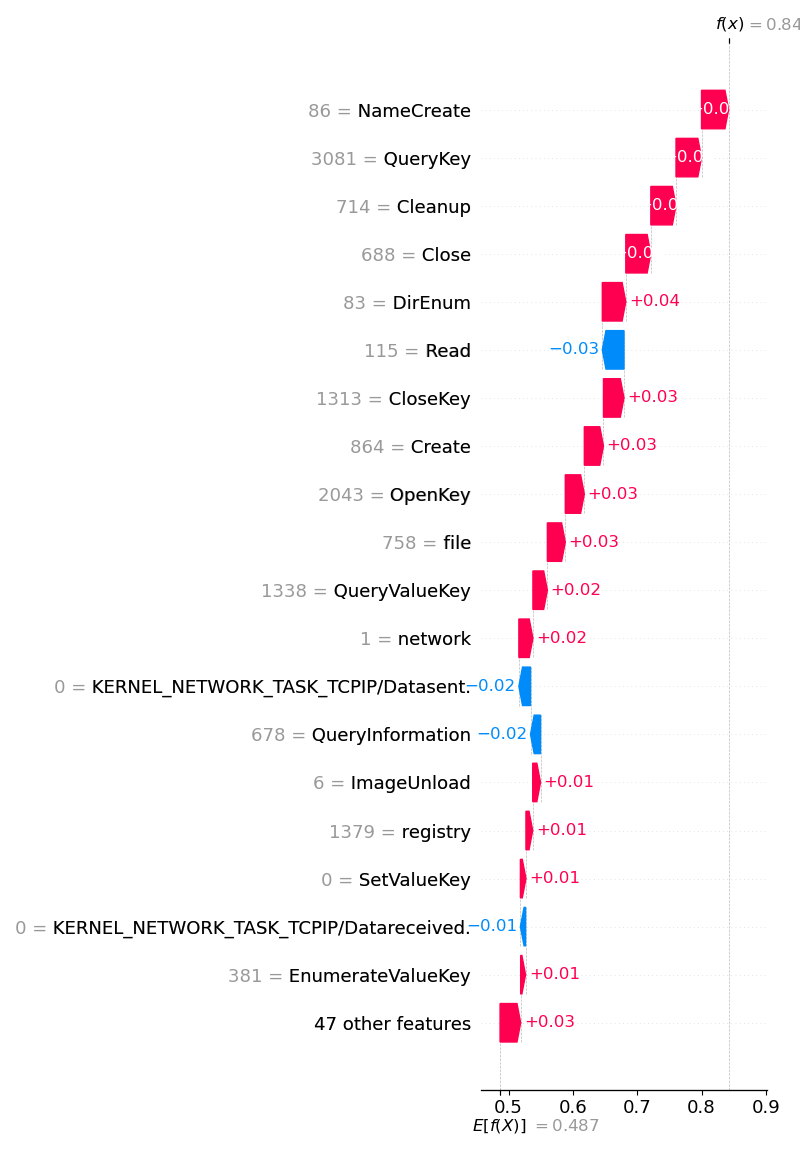 f(x) = 0.84
86 = NameCreate
3081 = QueryKey
714 = Cleanup
688 = Close
83 = DirEnum +0.04
115 = Read −0.03
1313 = CloseKey +0.03
864 = Create +0.03
2043 = OpenKey +0.03
758 = file +0.03
1338 = QueryValueKey +0.02
1 = network +0.02
0 = KERNEL_NETWORK_TASK_TCPIP/Datasent. −0.02
678 = QueryInformation −0.02
6 = ImageUnload +0.01
1379 = registry +0.01
0 = SetValueKey +0.01
0 = KERNEL_NETWORK_TASK_TCPIP/Datareceived. −0.01
381 = EnumerateValueKey +0.01
47 other features +0.03
0.5 0.6 0.7 0.8 0.9
E[f(X)] = 0.487